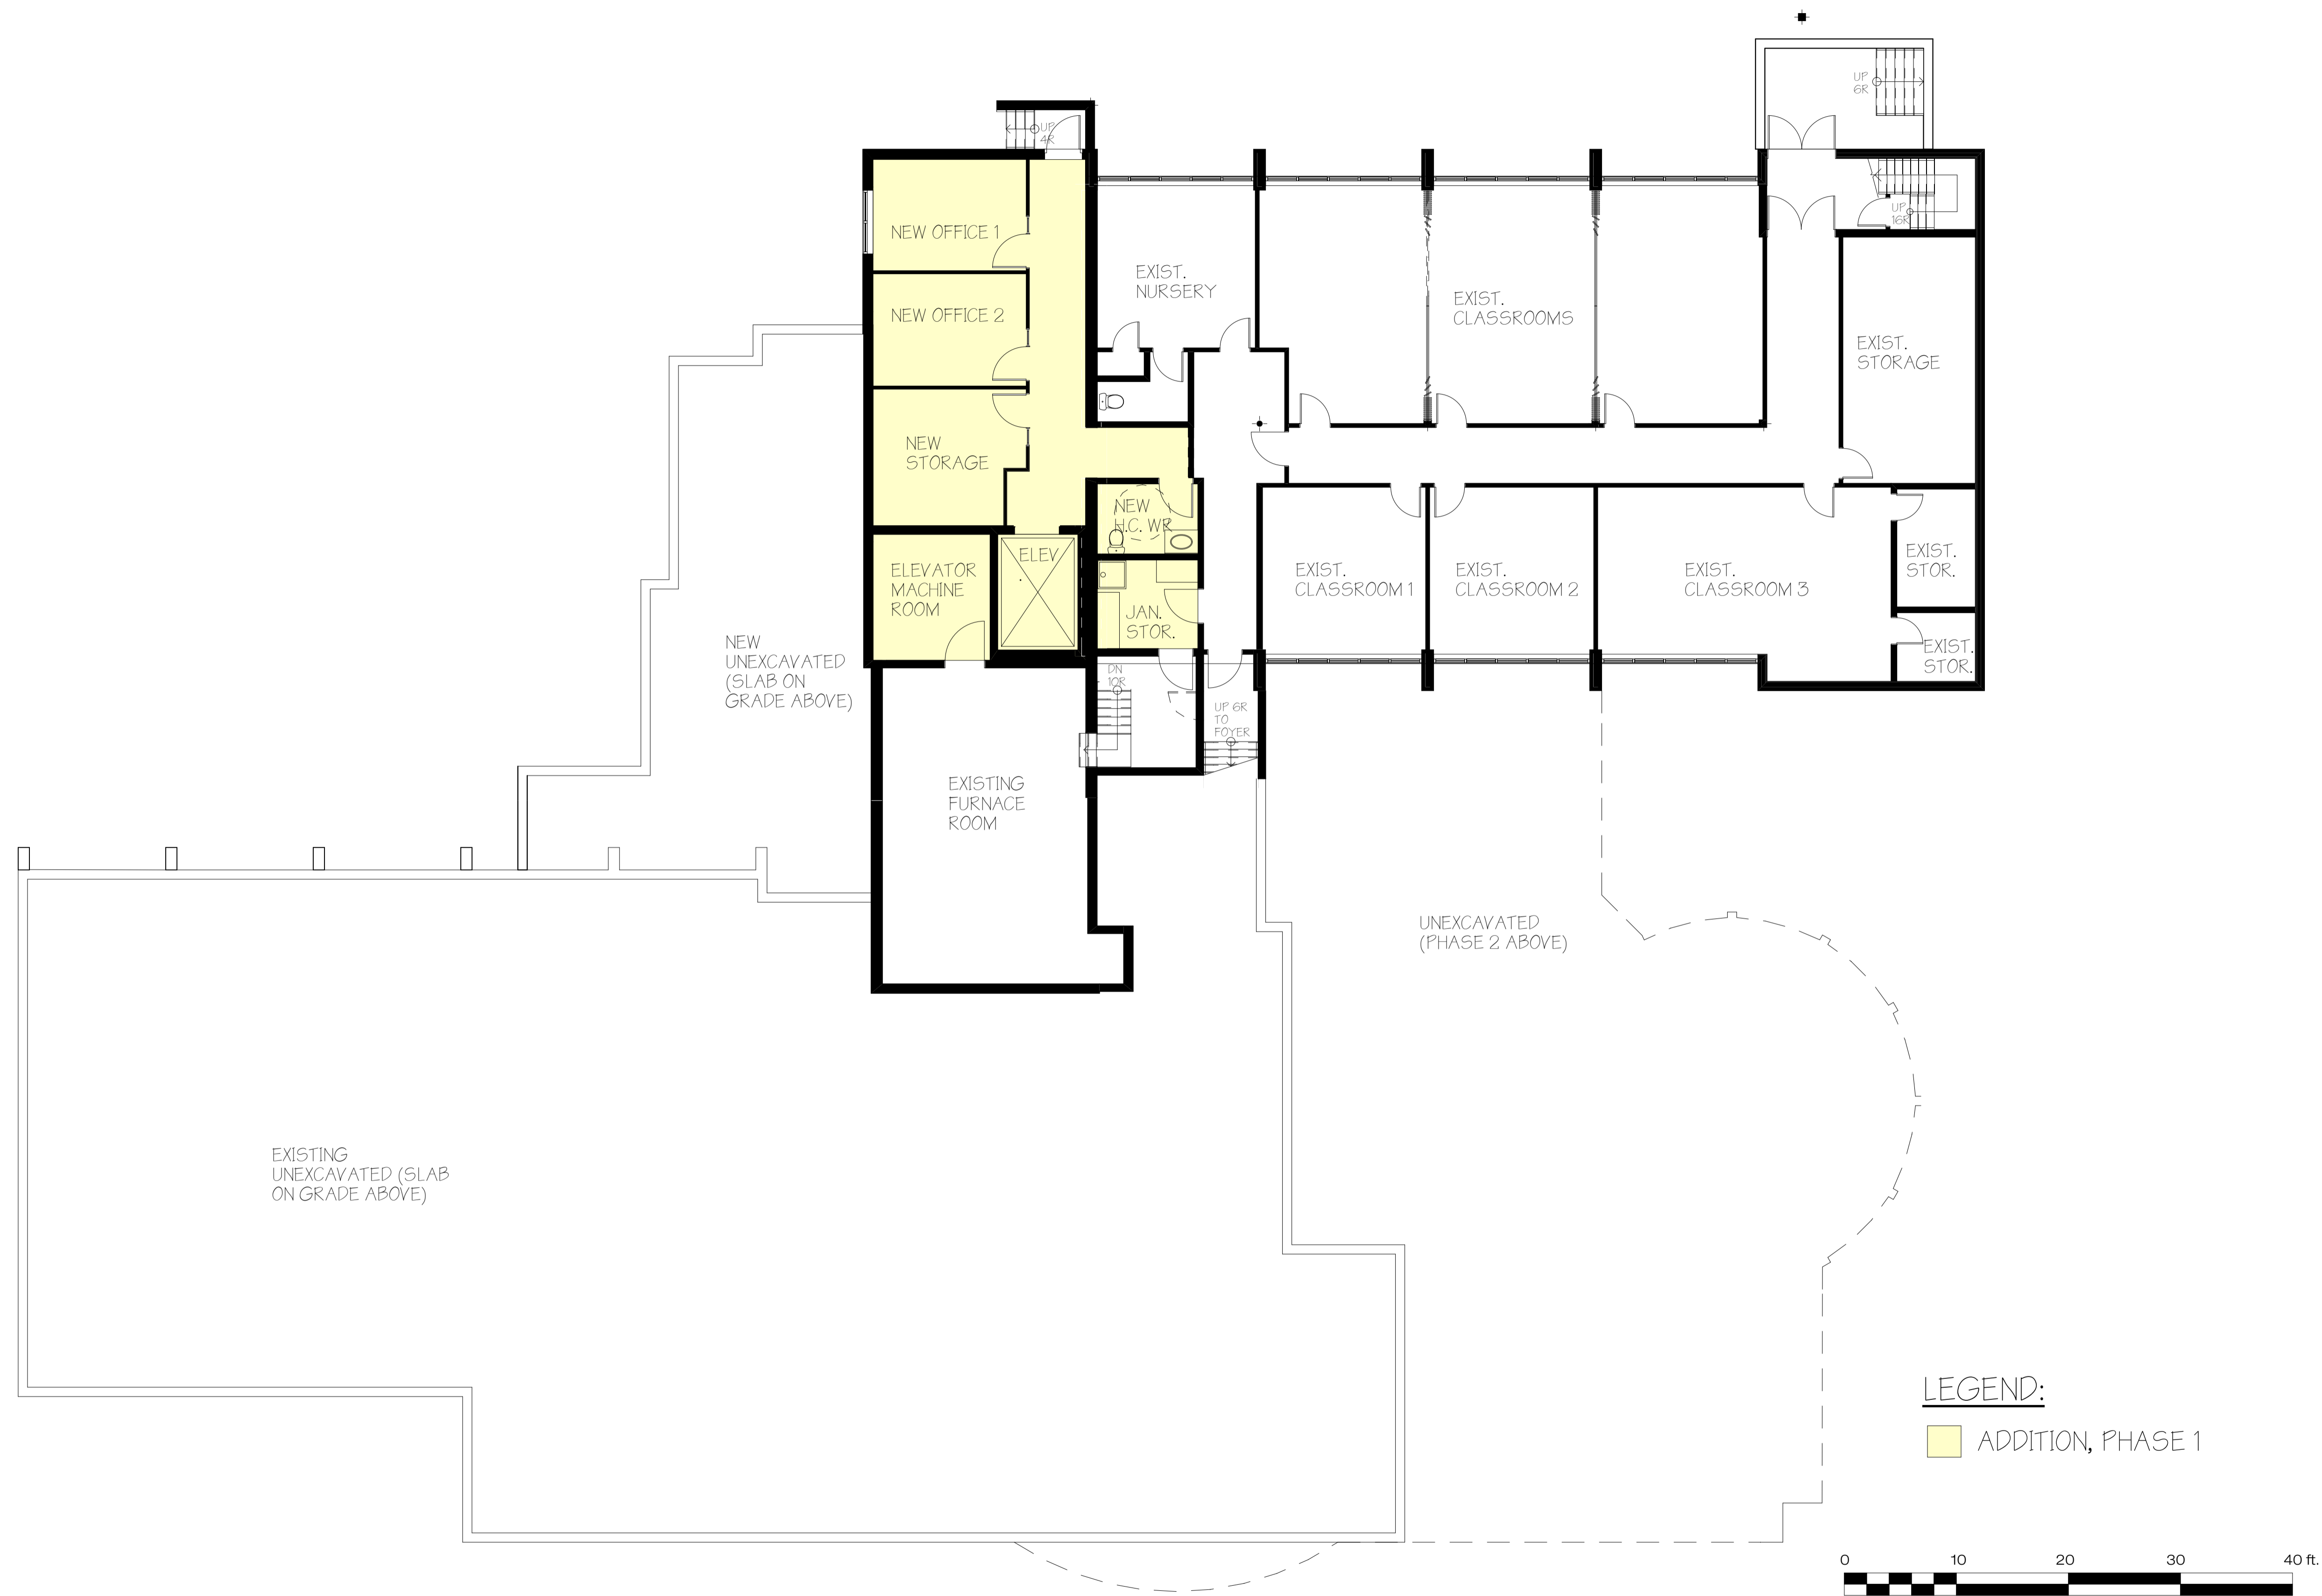 UP
6R
UP
4R
UP
16R
NEW OFFICE 1
EXIST.
NURSERY
EXIST.
CLASSROOMS
NEW OFFICE 2
EXIST.
STORAGE
NEW
STORAGE
NEW
H.C. WR
ELEV
ELEVATOR
MACHINE
ROOM
JAN.
STOR.
EXIST.
CLASSROOM 1
EXIST.
CLASSROOM 2
EXIST.
CLASSROOM 3
EXIST.
STOR.
EXIST.
STOR.
NEW
UNEXCAVATED
(SLAB ON
GRADE ABOVE)
DN
10R
UP 6R
TO
FOYER
EXISTING
FURNACE
ROOM
UNEXCAVATED
(PHASE 2 ABOVE)
EXISTING
UNEXCAVATED (SLAB
ON GRADE ABOVE)
LEGEND:
ADDITION, PHASE 1
0 10 20 30 40 ft.